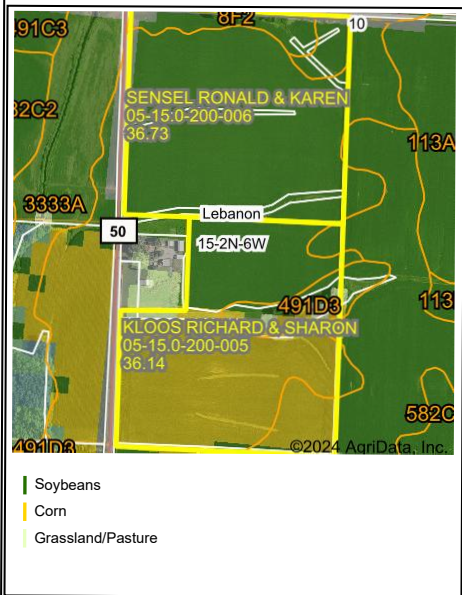 491C3
8F2
10
32C2
SENSEL RONALD & KAREN
05-15.0-200-006
36.73
113A
3333A
Lebanon
50
15-2N-6W
491D3
113
KLOOS RICHARD & SHARON
05-15.0-200-005
36.14
582C
491D3
©2024 AgriData, Inc.
Soybeans
Corn
Grassland/Pasture